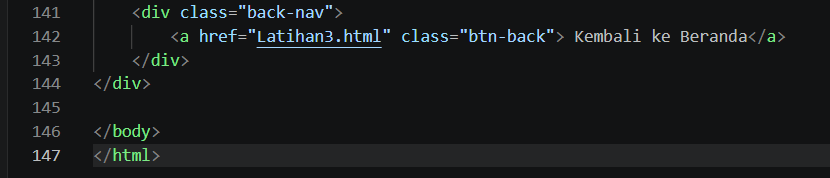 141 <div class="back-nav">
142 <a href="Latihan3.html" class="btn-back"> Kembali ke Beranda</a>
143 </div>
144 </div>
145
146 </body>
147 </html>